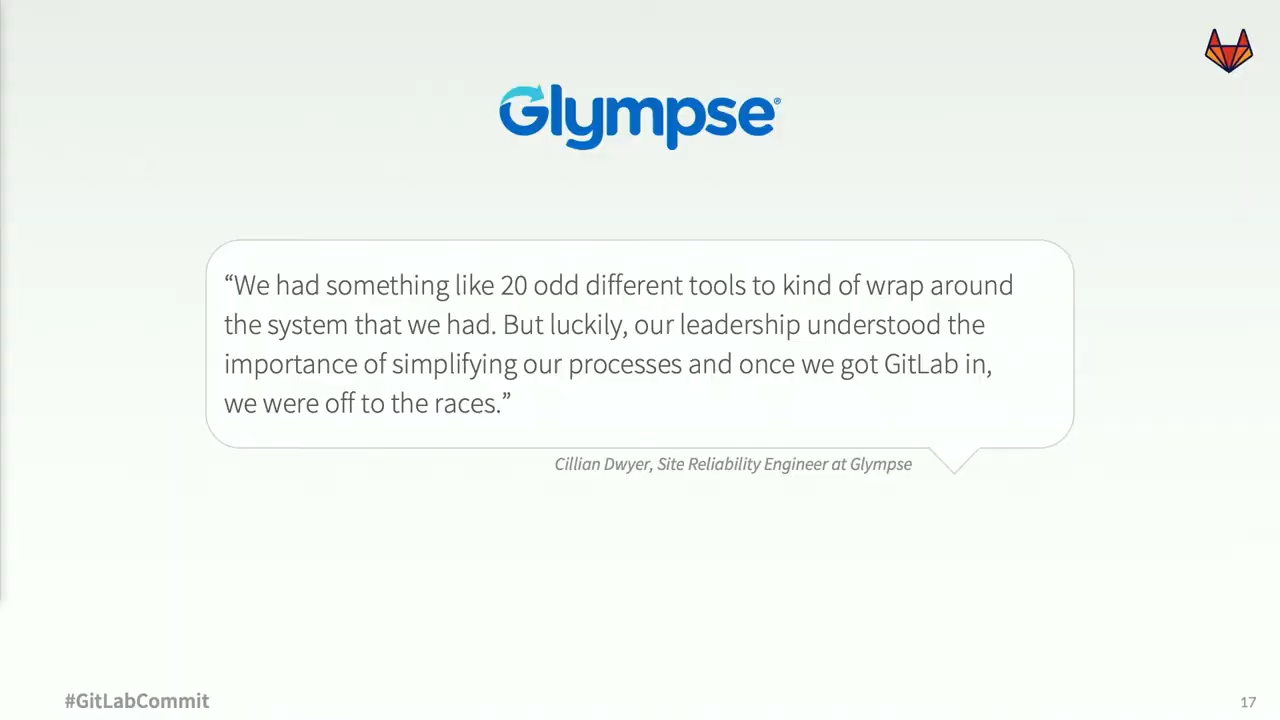 Glympse®
“We had something like 20 odd different tools to kind of wrap around
the system that we had. But luckily, our leadership understood the
importance of simplifying our processes and once we got GitLab in,
we were off to the races.”
Cillian Dwyer, Site Reliability Engineer at Glympse
#GitLabCommit
17